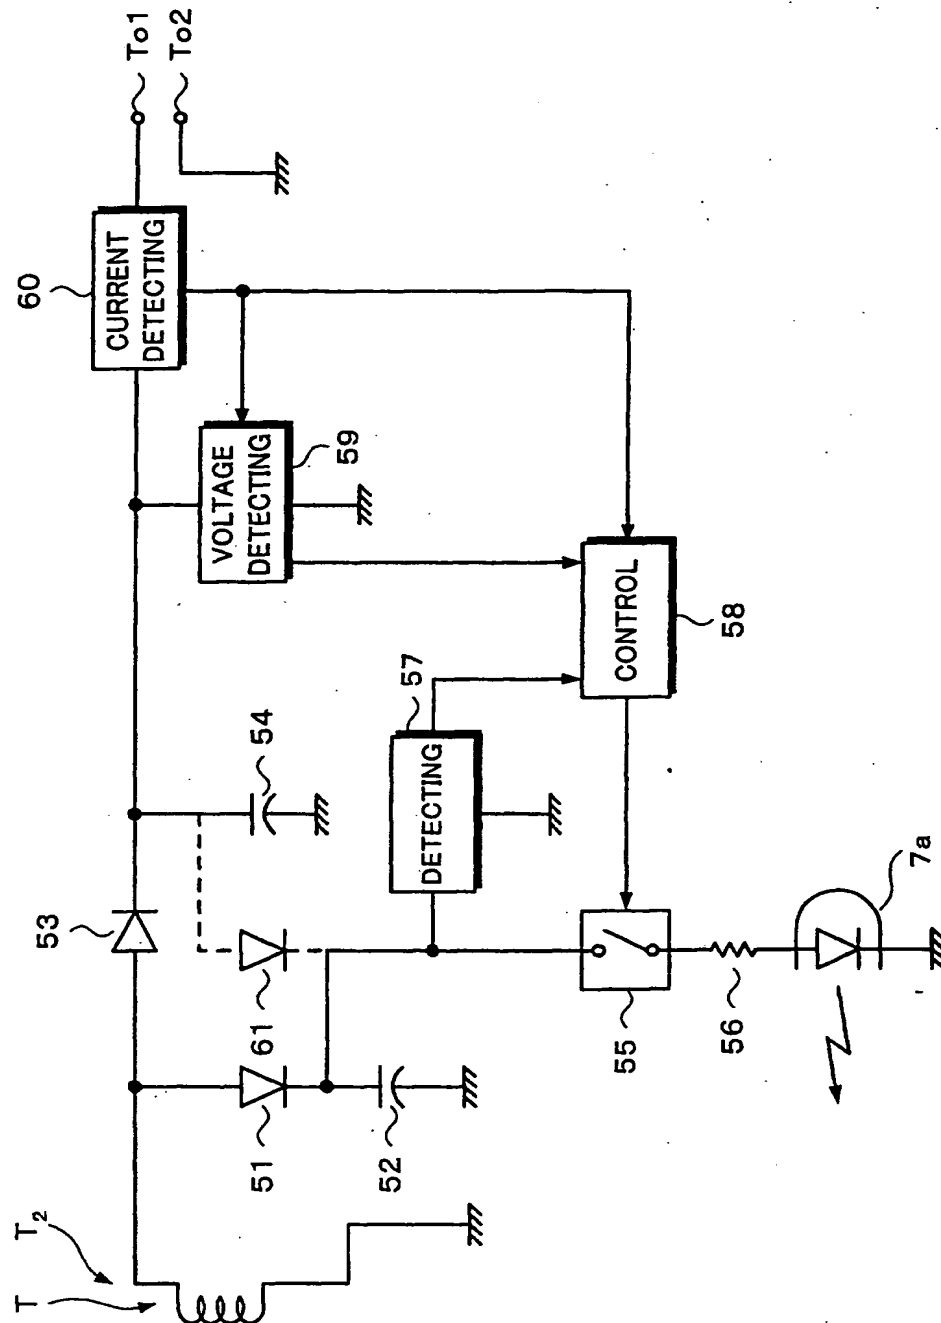 T
T2
51
52
61
53
54
55
56
7a
DETECTING
57
CONTROL
58
VOLTAGE
DETECTING
59
CURRENT
DETECTING
60
To1
To2